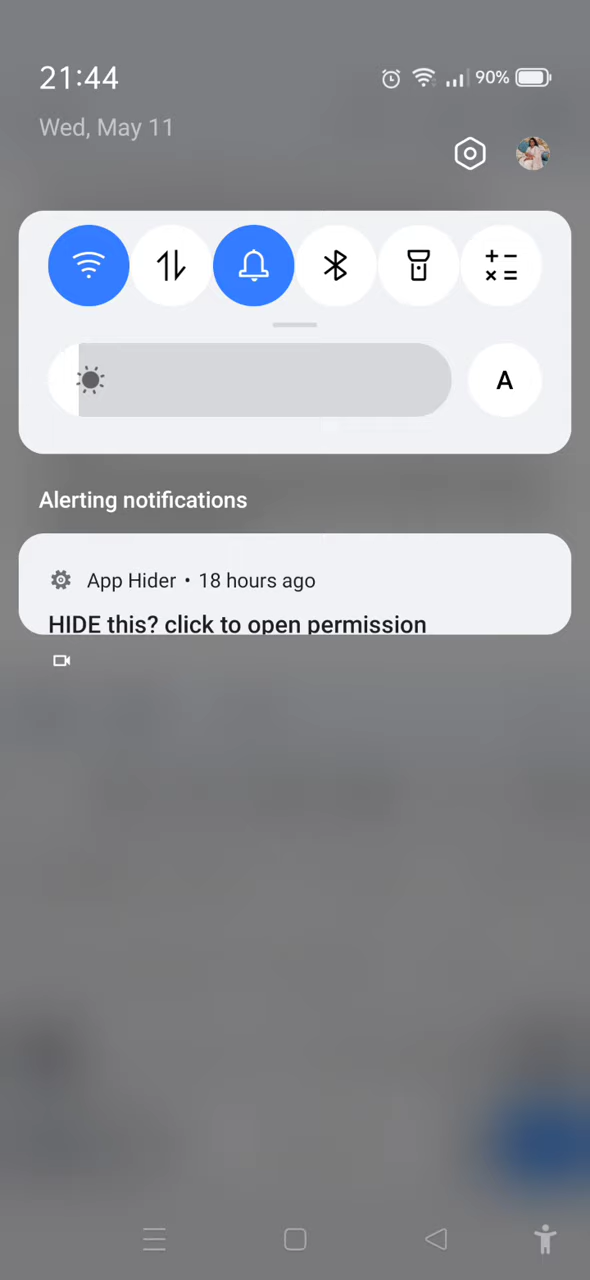 21:44
90%
Wed, May 11
A
Alerting notifications
App Hider • 18 hours ago
HIDE this? click to open permission